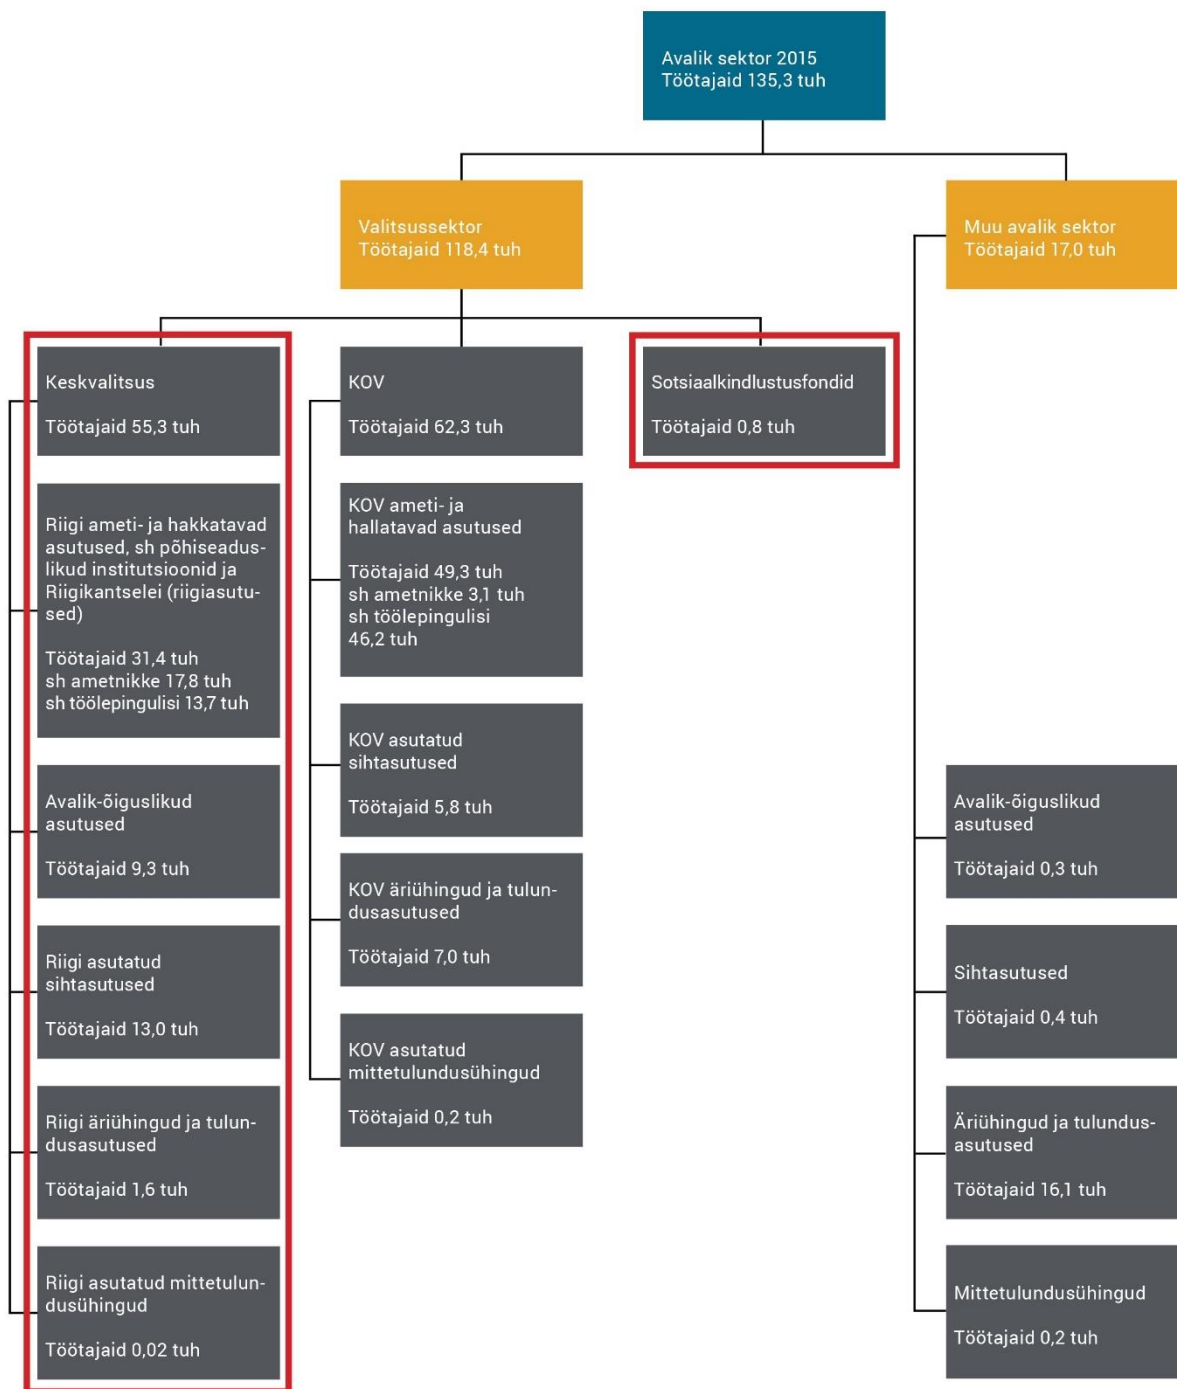 Avalik sektor 2015
Töötajaid 135,3 tuh
Valitsussektor
Töötajaid 118,4 tuh
Muu avalik sektor
Töötajaid 17,0 tuh
Keskvalitsus
Töötajaid 55,3 tuh
Riigi ameti- ja hakkatavad
asutused, sh põhiseadus-
likud institutsioonid ja
Riigikantselei (riigiasutu-
sed)
Töötajaid 31,4 tuh
sh ametnikke 17,8 tuh
sh töölepingulisi 13,7 tuh
Avalik-õiguslikud
asutused
Töötajaid 9,3 tuh
Riigi asutatud
sihtasutused
Töötajaid 13,0 tuh
Riigi äriühingud ja tulun-
dusasutused
Töötajaid 1,6 tuh
Riigi asutatud mittetulun-
dusühingud
Töötajaid 0,02 tuh
KOV
Töötajaid 62,3 tuh
KOV ameti- ja
hallatavad asutused
Töötajaid 49,3 tuh
sh ametnikke 3,1 tuh
sh töölepingulisi
46,2 tuh
KOV asutatud
sihtasutused
Töötajaid 5,8 tuh
KOV äriühingud ja tulun-
dusasutused
Töötajaid 7,0 tuh
KOV asutatud
mittetulundusühingud
Töötajaid 0,2 tuh
Sotsiaalkindlustusfondid
Töötajaid 0,8 tuh
Avalik-õiguslikud
asutused
Töötajaid 0,3 tuh
Sihtasutused
Töötajaid 0,4 tuh
Äriühingud ja tulundus-
asutused
Töötajaid 16,1 tuh
Mittetulundusühingud
Töötajaid 0,2 tuh